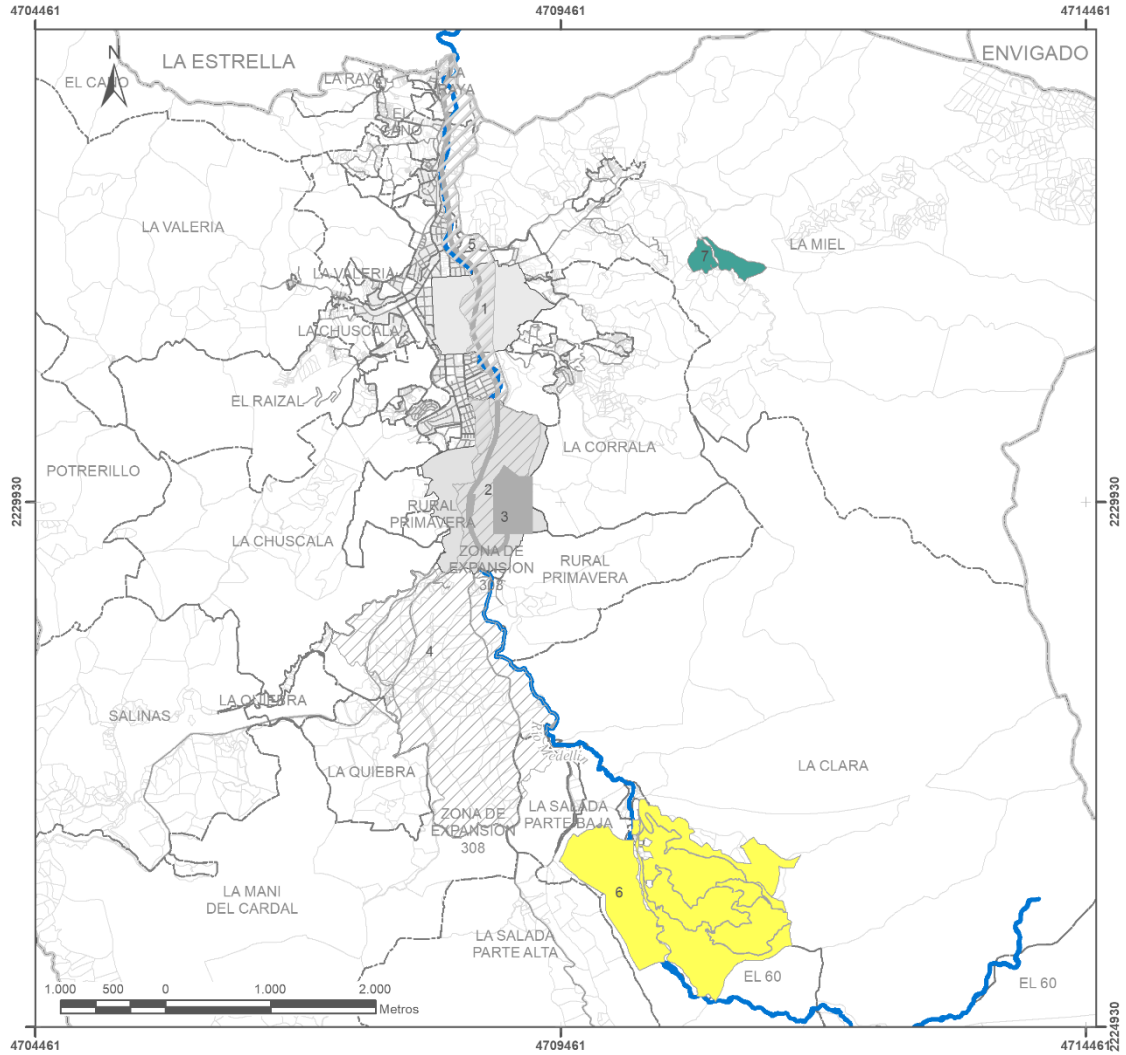 4704461
4709461
4714461
N
LA ESTRELLA
ENVIGADO
EL CAÑO
LA RAYA
LA
RAYA
EL
CAÑO
LA VALERIA
5
LA MIEL
7
LA VALERIA
1
LA CHUSCALA
EL RAIZAL
LA CORRALA
POTRERILLO
2
2229930
2229930
RURAL
PRIMAVERA
3
LA CHUSCALA
ZONA DE
EXPANSION
308
RURAL
PRIMAVERA
4
LA QUIEBRA
SALINAS
LA QUIEBRA
LA CLARA
ZONA DE
EXPANSION
308
LA SALADA
PARTE BAJA
6
LA MANI
DEL CARDAL
LA SALADA
PARTE ALTA
EL 60
EL 60
1.000 500 0 1.000 2.000
Metros
2224930
4704461
4709461
4714461